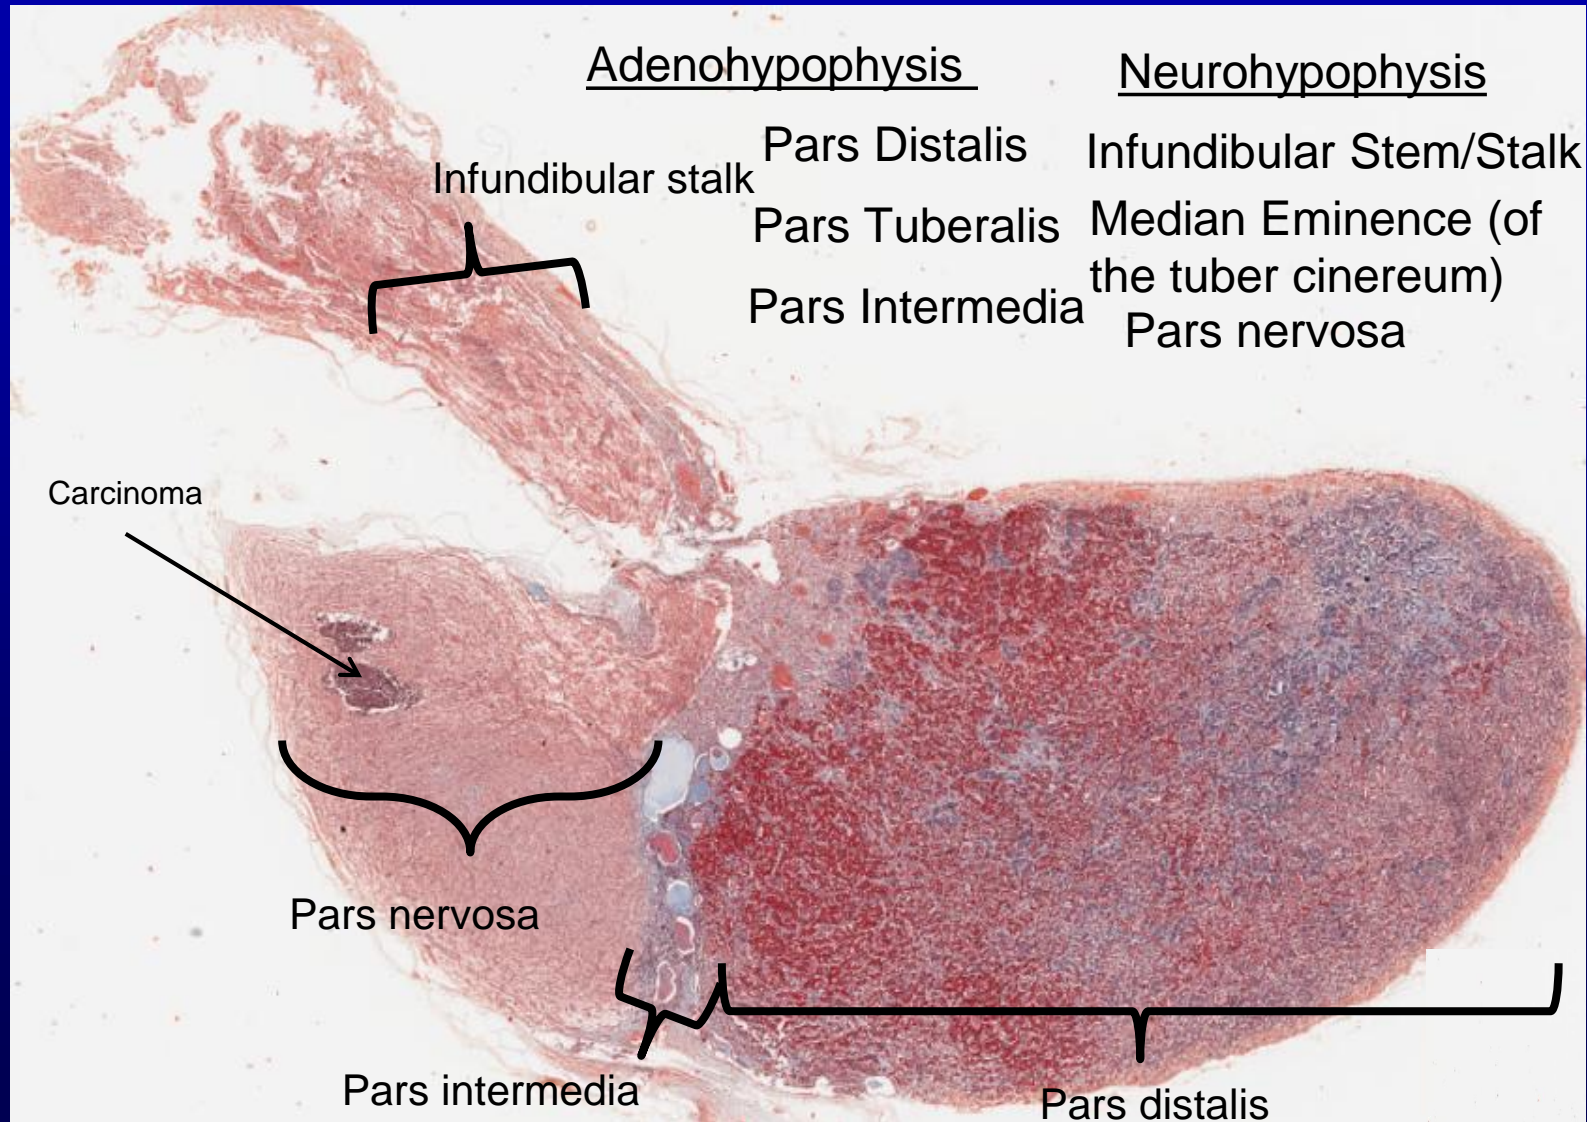 Adenohypophysis
Pars Distalis
Pars Tuberalis
Pars Intermedia
Neurohypophysis
Infundibular Stem/Stalk
Median Eminence (of
the tuber cinereum)
Pars nervosa
Infundibular stalk
Carcinoma
Pars nervosa
Pars intermedia
Pars distalis